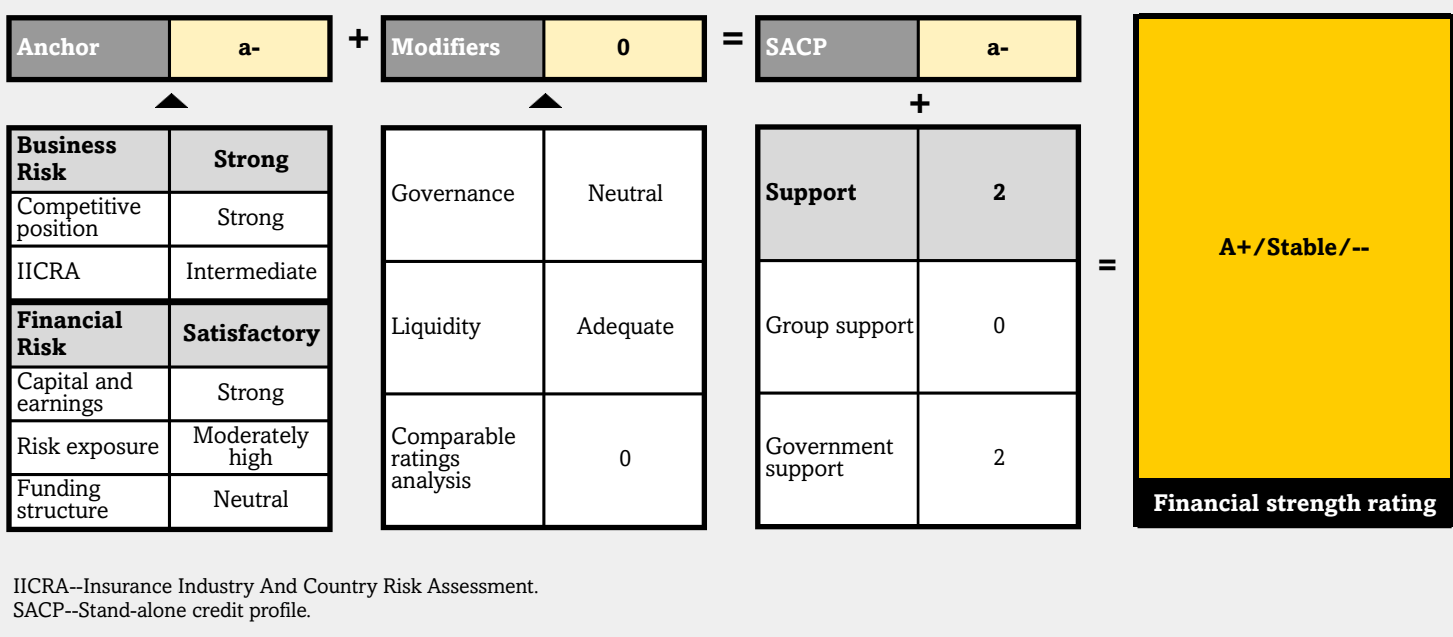 Anchor a- + Modifiers 0 = SACP a-
+
Business
Risk
Strong
Competitive
position
Strong
IICRA Intermediate
Financial
Risk
Satisfactory
Capital and
earnings
Strong
Risk exposure
Moderately
high
Funding
structure
Neutral
Governance Neutral
Liquidity Adequate
Comparable
ratings
analysis
0
Support 2
Group support 0
Government
support
2
=
A+/Stable/--
Financial strength rating
IICRA--Insurance Industry And Country Risk Assessment.
SACP--Stand-alone credit profile.